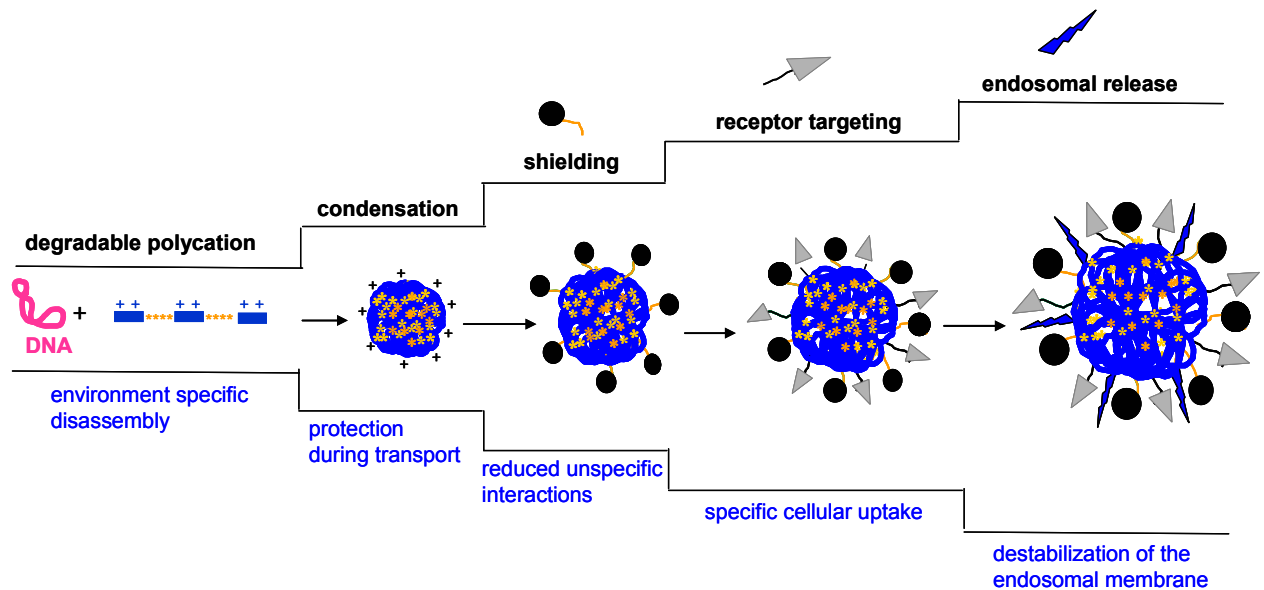 endosomal release
receptor targeting
shielding
condensation
degradable polycation
+ + + + + +
+
DNA
**** ****
+ + + + + + + + +
environment specific
disassembly
protection
during transport
reduced unspecific
interactions
specific cellular uptake
destabilization of the
endosomal membrane